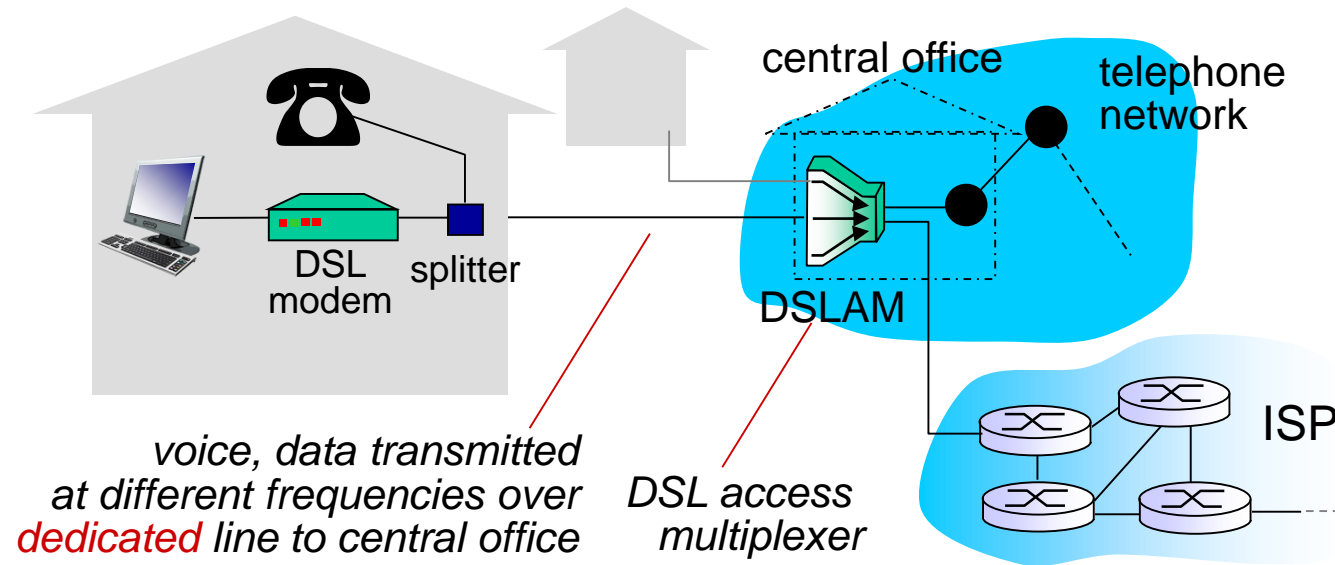 central office
telephone
network
DSL
modem
splitter
DSLAM
ISP
voice, data transmitted
at different frequencies over
dedicated line to central office
DSL access
multiplexer